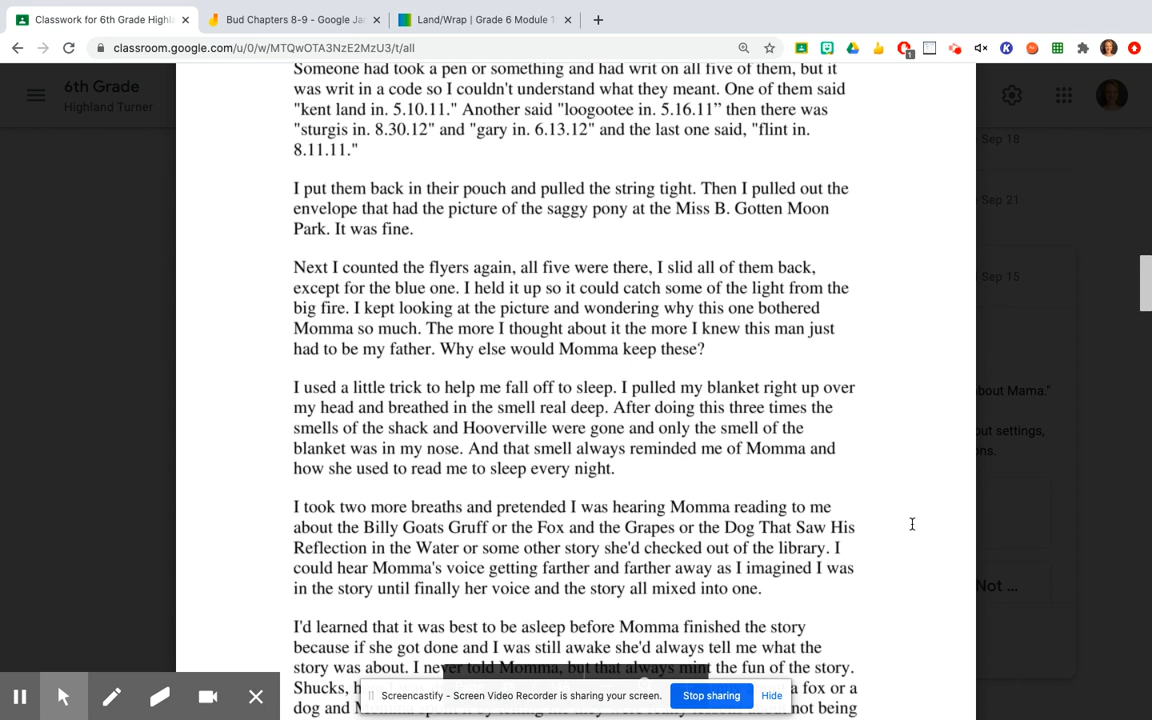 Classwork for 6th Grade Highla
Bud Chapters 8-9 - Google Ja
Land/Wrap | Grade 6 Module 1
classroom.google.com/u/0/w/MTQwOTA3NzE2MzU3/t/all
6th Grade
Highland Turner
Someone had took a pen or something and had writ on all five of them, but it
was writ in a code so I couldn't understand what they meant. One of them said
"kent land in. 5.10.11." Another said "loogootee in. 5.16.11” then there was
"sturgis in. 8.30.12" and "gary in. 6.13.12" and the last one said, "flint in.
8.11.11."
Sep 18
I put them back in their pouch and pulled the string tight. Then I pulled out the
envelope that had the picture of the saggy pony at the Miss B. Gotten Moon
Park. It was fine.
Sep 21
Next I counted the flyers again, all five were there, I slid all of them back,
except for the blue one. I held it up so it could catch some of the light from the
big fire. I kept looking at the picture and wondering why this one bothered
Momma so much. The more I thought about it the more I knew this man just
had to be my father. Why else would Momma keep these?
Sep 15
I used a little trick to help me fall off to sleep. I pulled my blanket right up over
my head and breathed in the smell real deep. After doing this three times the
smells of the shack and Hooverville were gone and only the smell of the
blanket was in my nose. And that smell always reminded me of Momma and
how she used to read me to sleep every night.
bout Mama."
out settings,
ons.
I took two more breaths and pretended I was hearing Momma reading to me
about the Billy Goats Gruff or the Fox and the Grapes or the Dog That Saw His
Reflection in the Water or some other story she'd checked out of the library. I
could hear Momma's voice getting farther and farther away as I imagined I was
in the story until finally her voice and the story all mixed into one.
Not ...
I'd learned that it was best to be asleep before Momma finished the story
because if she got done and I was still awake she'd always tell me what the
story was about. I never told Momma, but that always mint the fun of the story.
Shucks, h
a fox or a
dog and
not being
Screencastify - Screen Video Recorder is sharing your screen.
Stop sharing
Hide